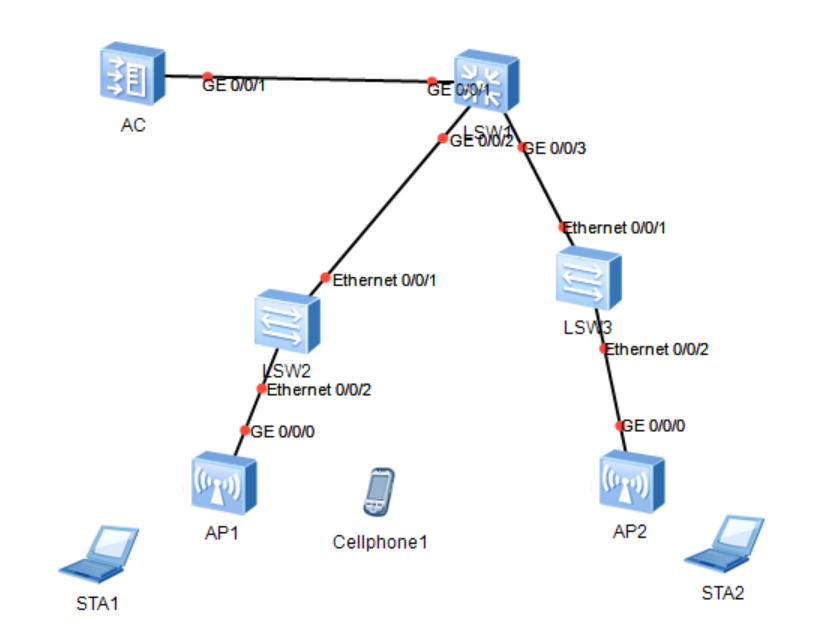 GE 0/0/1
GE 0/0/1
AC
LSW1
GE 0/0/2
GE 0/0/3
Ethernet 0/0/1
Ethernet 0/0/1
LSW3
Ethernet 0/0/2
LSW2
Ethernet 0/0/2
GE 0/0/0
GE 0/0/0
AP1
AP2
Cellphone1
STA1
STA2